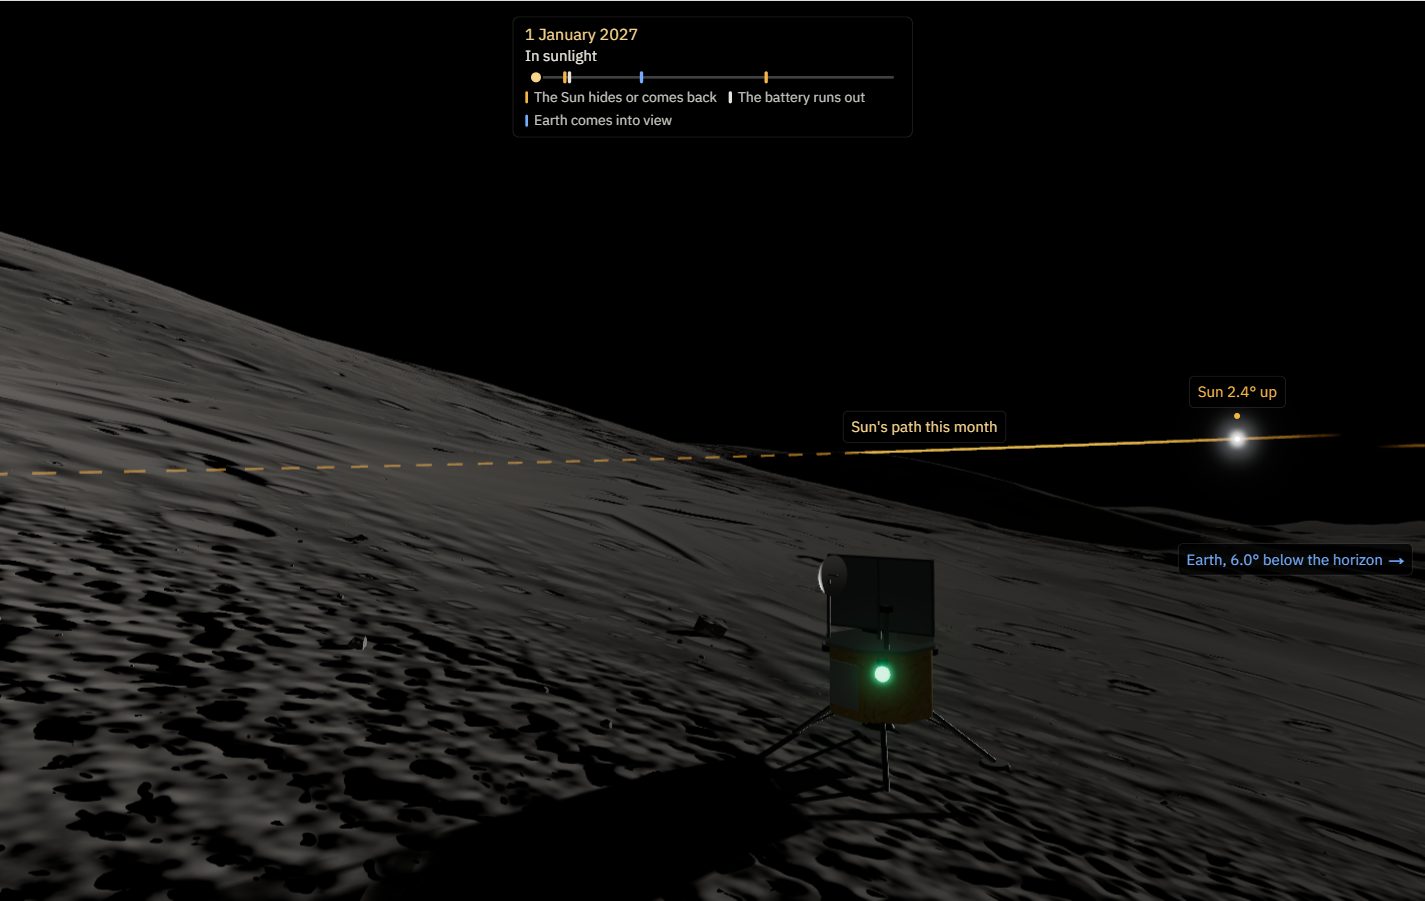 1 January 2027
In sunlight
The Sun hides or comes back The battery runs out
Earth comes into view
Sun 2.4° up
Sun's path this month
Earth, 6.0° below the horizon →